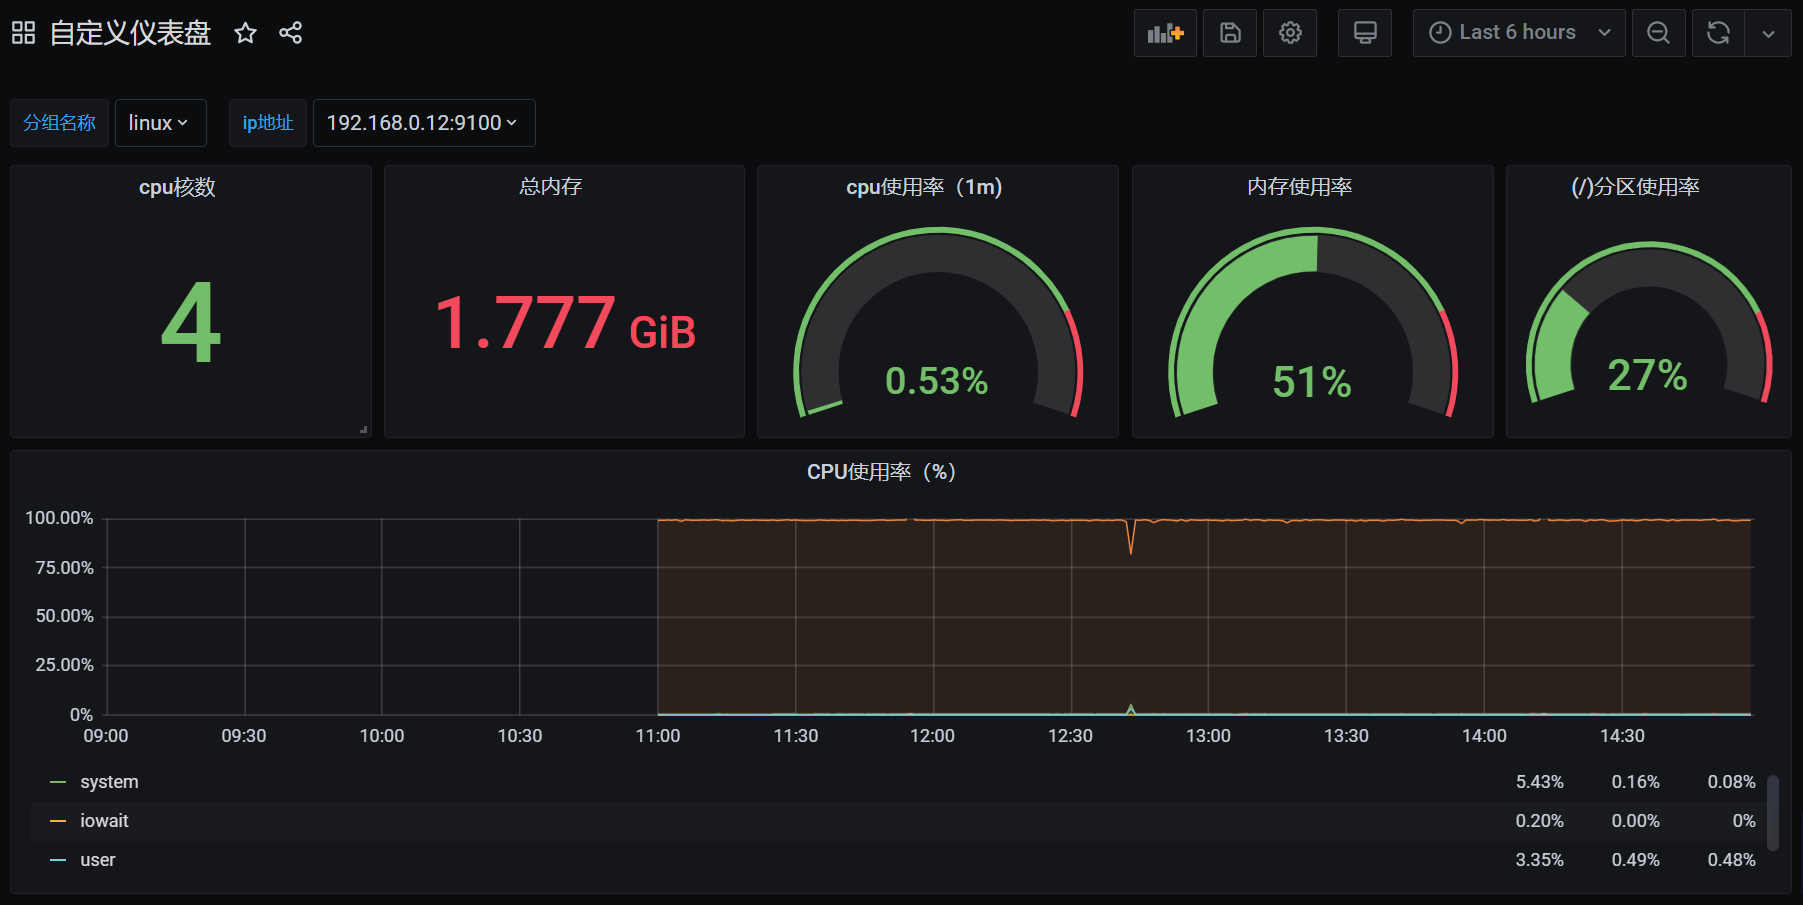 自定义仪表盘
Last 6 hours
分组名称 linux ip地址 192.168.0.12:9100
cpu核数
4
总内存
1.777 GiB
cpu使用率（1m)
0.53%
内存使用率
51%
(/)分区使用率
27%
CPU使用率（%）
100.00%
75.00%
50.00%
25.00%
0%
09:00 09:30 10:00 10:30 11:00 11:30 12:00 12:30 13:00 13:30 14:00 14:30
system 5.43% 0.16% 0.08%
iowait 0.20% 0.00% 0%
user 3.35% 0.49% 0.48%